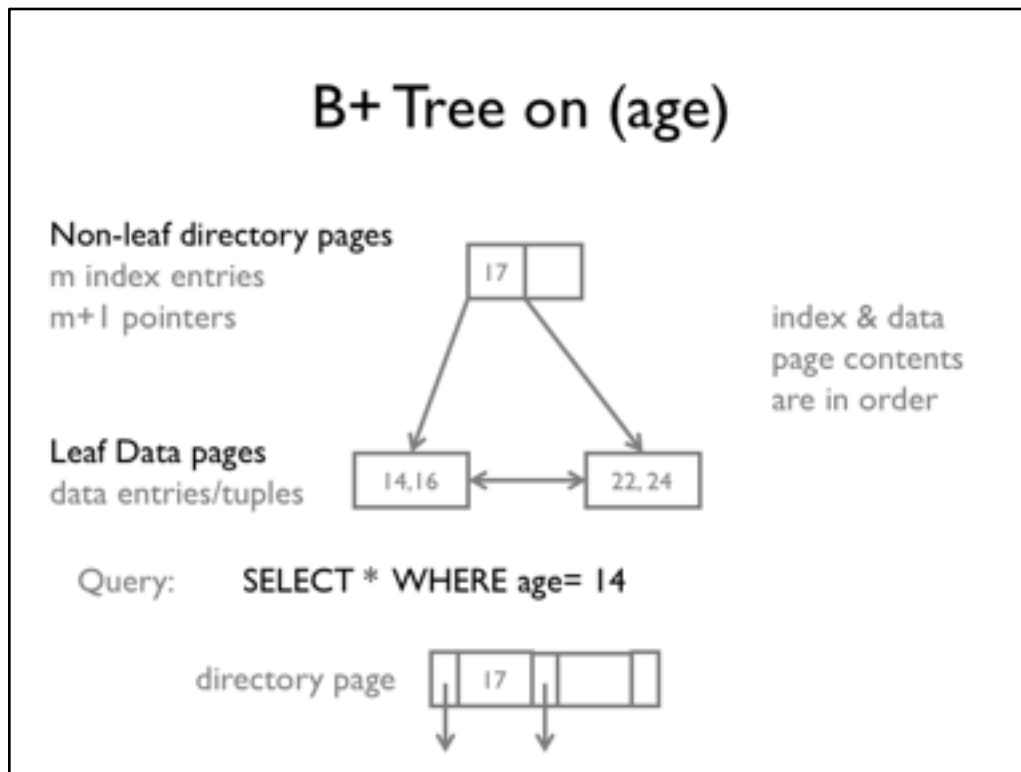 B+ Tree on (age)
Non-leaf directory pages
m index entries
m+1 pointers
17
index & data
page contents
are in order
Leaf Data pages
data entries/tuples
14,16
22, 24
Query: SELECT * WHERE age= 14
directory page 17